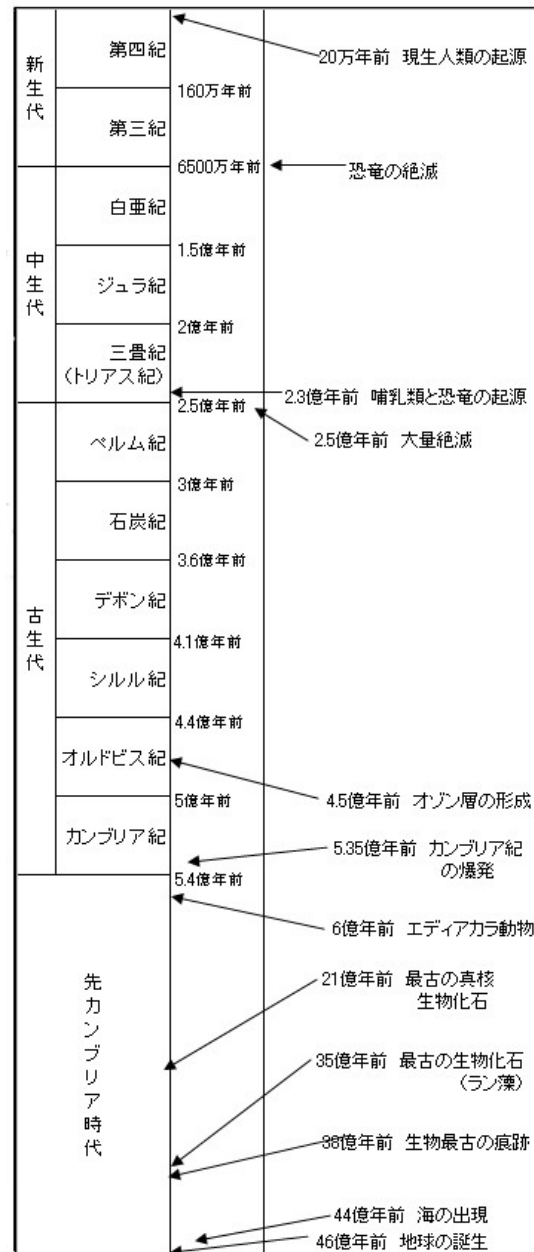 新生代
第四紀
20万年前 現生人類の起源
160万年前
第三紀
6500万年前
恐竜の絶滅
中生代
白亜紀
1.5億年前
ジュラ紀
2億年前
三畳紀
(トリアス紀)
2.3億年前 哺乳類と恐竜の起源
2.5億年前
2.5億年前 大量絶滅
古生代
ペルム紀
3億年前
石炭紀
3.6億年前
デボン紀
4.1億年前
シルル紀
4.4億年前
オルドビス紀
4.5億年前 オゾン層の形成
5億年前
カンブリア紀
5.35億年前 カンブリア紀
の爆発
5.4億年前
6億年前 エディアカラ動物
先カンブリア時代
21億年前 最古の真核
生物化石
35億年前 最古の生物化石
(ラン藻)
38億年前 生物最古の痕跡
44億年前 海の出現
46億年前 地球の誕生